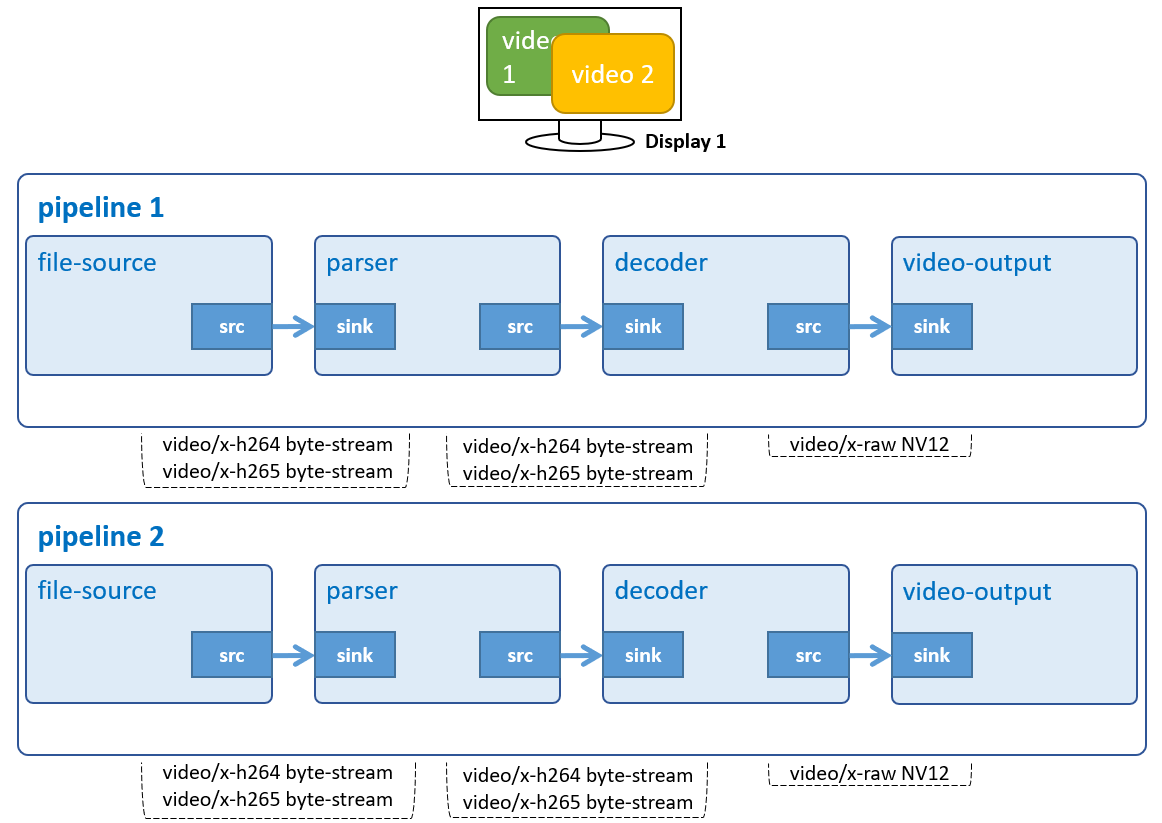 video
1
video 2
Display 1
pipeline 1
file-source
parser
decoder
video-output
src
sink
src
sink
src
sink
video/x-h264 byte-stream
video/x-h265 byte-stream
video/x-h264 byte-stream
video/x-h265 byte-stream
video/x-raw NV12
pipeline 2
file-source
parser
decoder
video-output
src
sink
src
sink
src
sink
video/x-h264 byte-stream
video/x-h265 byte-stream
video/x-h264 byte-stream
video/x-h265 byte-stream
video/x-raw NV12